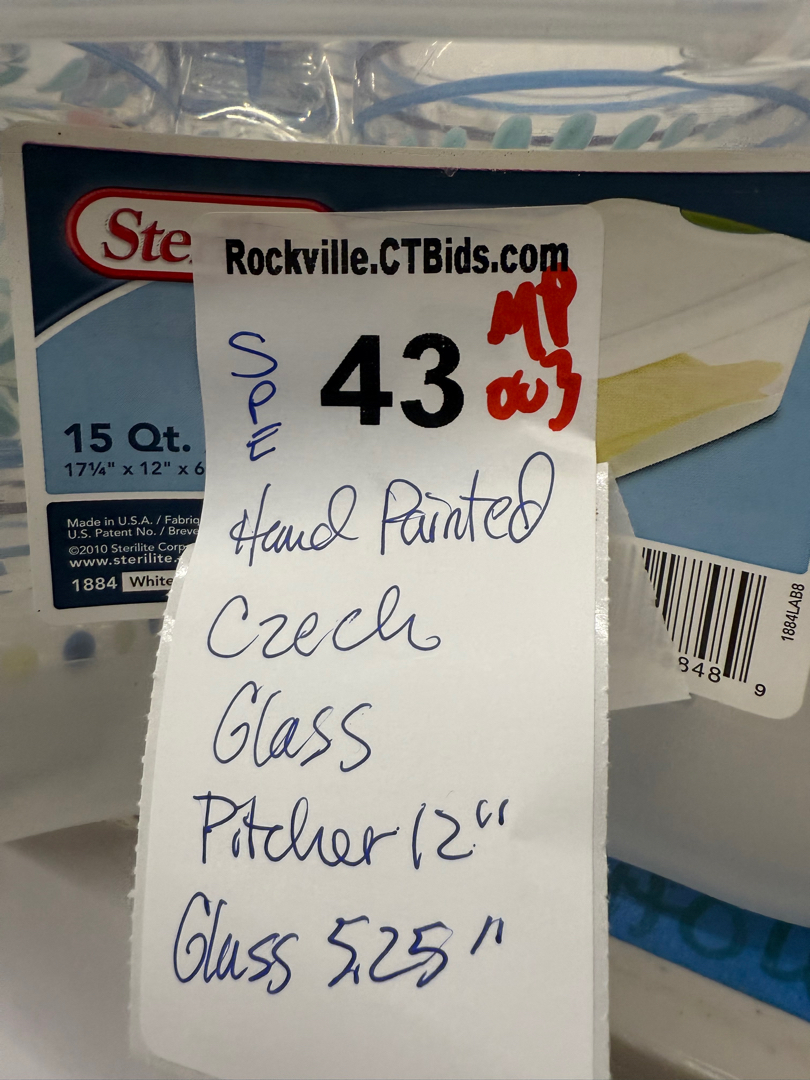 Ste
Rockville.CTBids.com
SPE
43
MP
003
15 Qt.
17¼" x 12" x 6
Made in U.S.A. / Fabriq
U.S. Patent No. / Breve
©2010 Sterilite Corp
www.sterilite.
1884 White
Hand Painted
Czech
Glass
Pitcher 12"
Glass 5.25"
848 9
1884LAB8